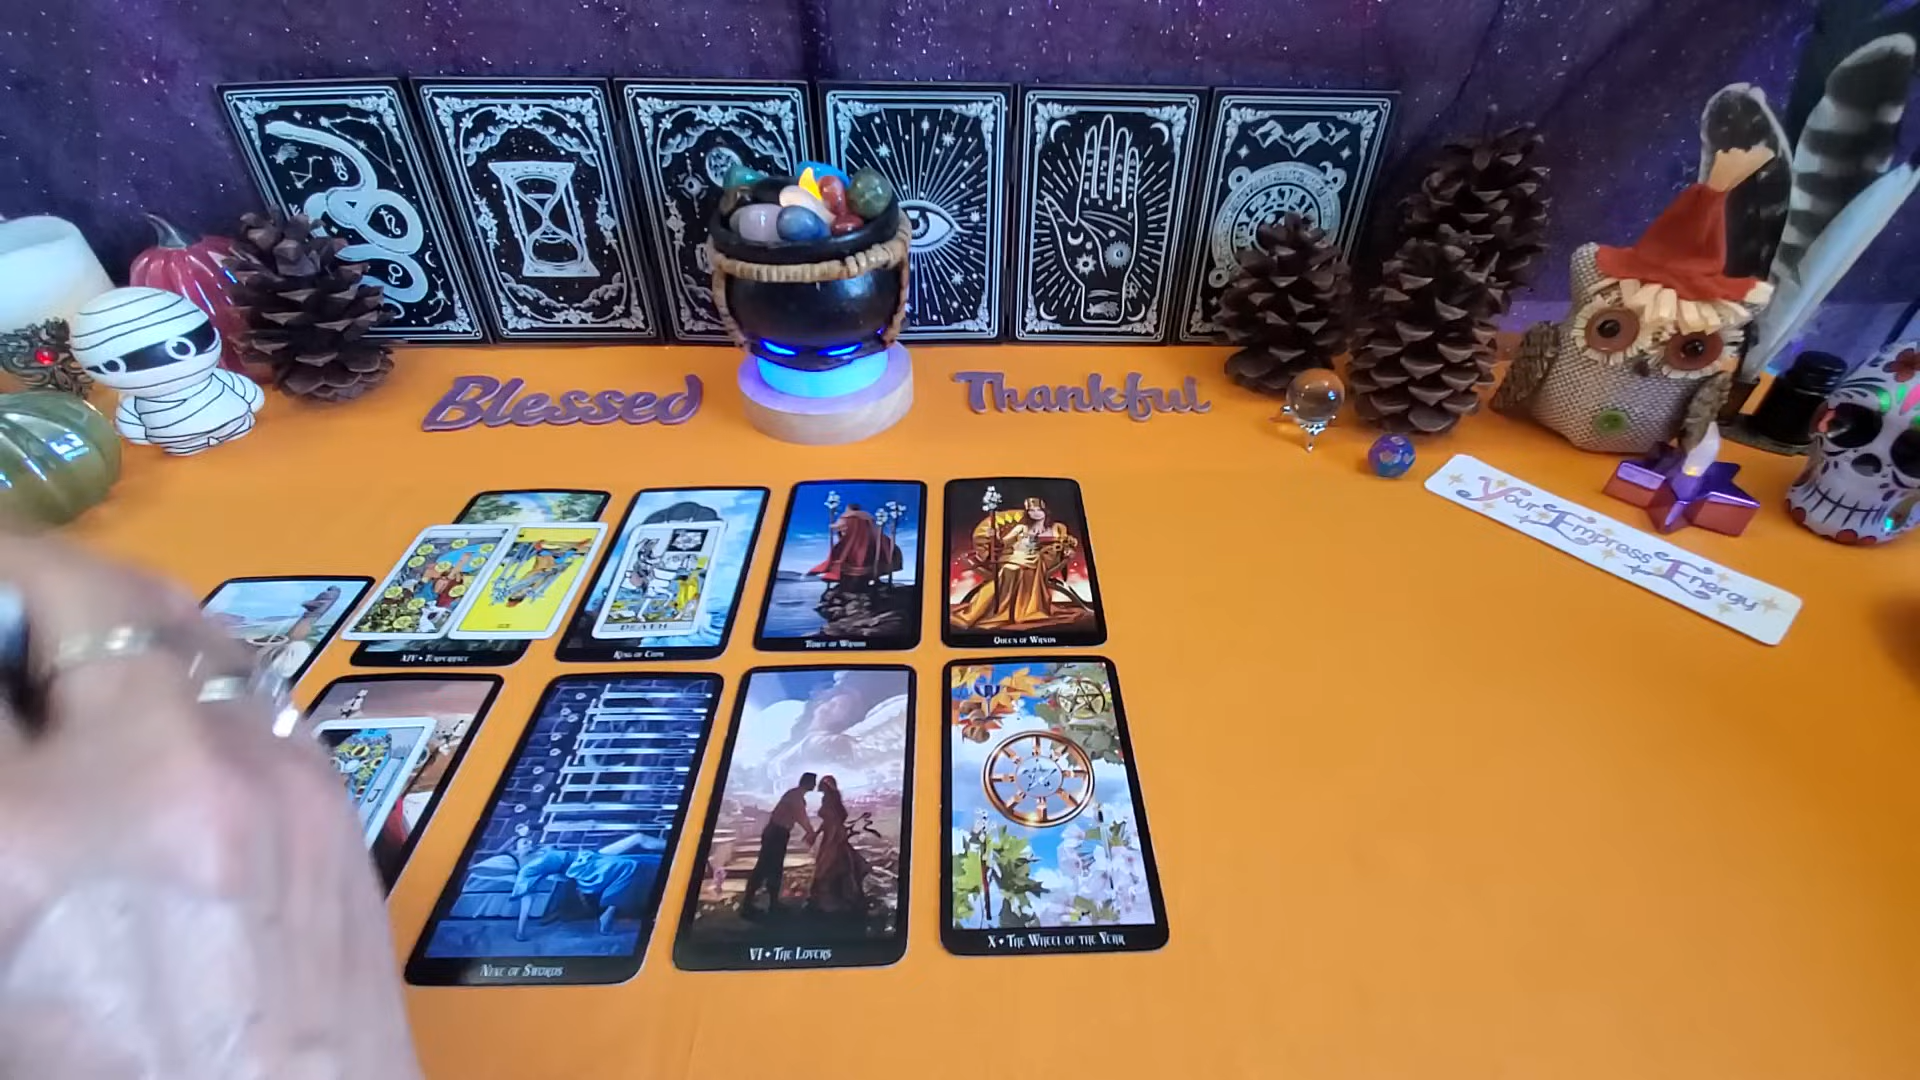 Blessed
Thankful
Your Empress Energy
XIV • Temperance
King of Cups
DEATH
Three of Wands
Queen of Wands
Nine of Swords
VI • The Lovers
X • The Wheel of the Year